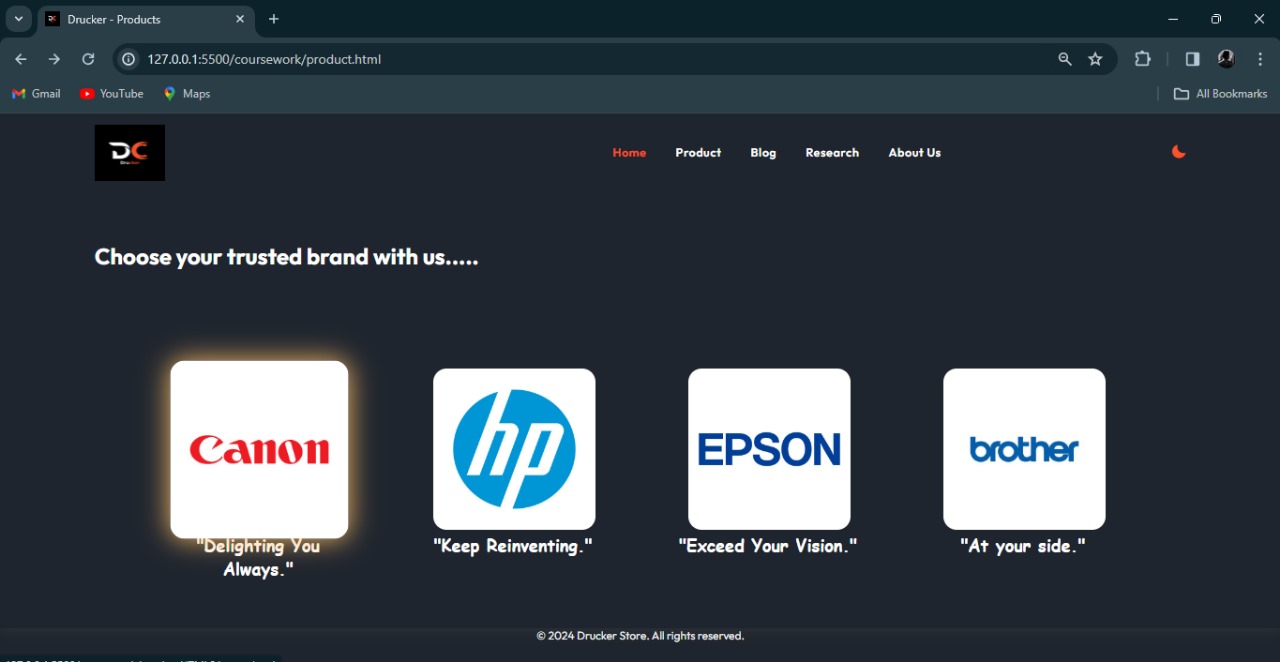 Drucker - Products
127.0.0.1:5500/coursework/product.html
Gmail YouTube Maps All Bookmarks
DC
Home Product Blog Research About Us
Choose your trusted brand with us.....
Canon hp EPSON brother
"Delighting You
Always."
"Keep Reinventing."
"Exceed Your Vision."
"At your side."
© 2024 Drucker Store. All rights reserved.